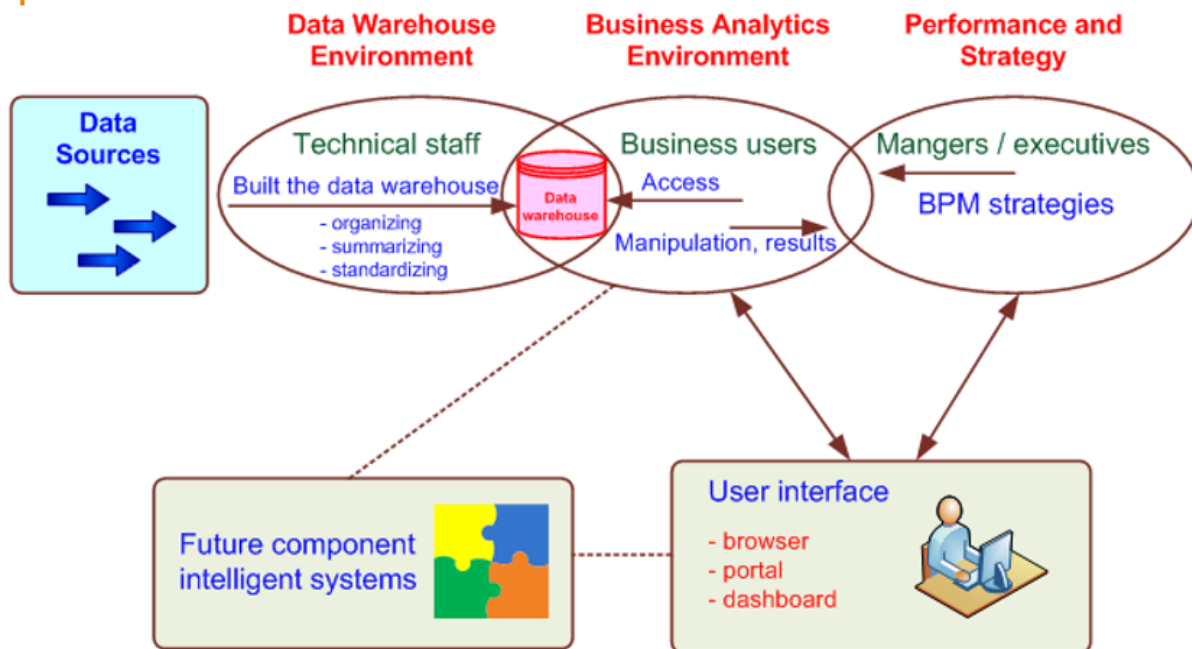 Data Warehouse
Environment
Business Analytics
Environment
Performance and
Strategy
Data
Sources
Technical staff
Built the data warehouse
- organizing
- summarizing
- standardizing
Data
warehouse
Business users
Access
Manipulation, results
Mangers / executives
BPM strategies
Future component
intelligent systems
User interface
- browser
- portal
- dashboard